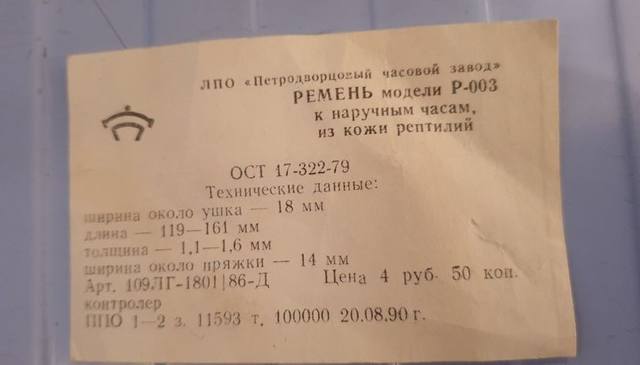 ЛПО «Петродворцовый часовой завод»
РЕМЕНЬ модели Р-003
к наручным часам,
из кожи рептилий
ОСТ 17-322-79
Технические данные:
ширина около ушка — 18 мм
длина — 119—161 мм
толщина — 1,1—1,6 мм
ширина около пряжки — 14 мм
Арт. 109ЛГ-1801|86-Д Цена 4 руб. 50 коп.
контролер
ППО 1—2 з. 11593 т. 100000 20.08.90 г.